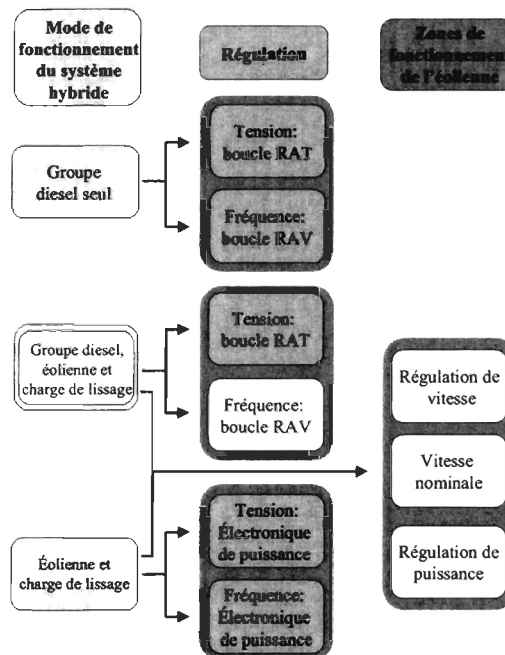 Mode de
fonctionnement
du système
hybride
Régulation
Zones de
fonctionnement
de l'éolienne
Groupe
diesel seul
Tension:
boucle RAT
Fréquence:
boucle RAV
Groupe diesel,
éolienne et
charge de lissage
Tension:
boucle RAT
Fréquence:
boucle RAV
Régulation de
vitesse
Vitesse
nominale
Régulation de
puissance
Éolienne et
charge de lissage
Tension:
Électronique
de puissance
Fréquence:
Électronique
de puissance